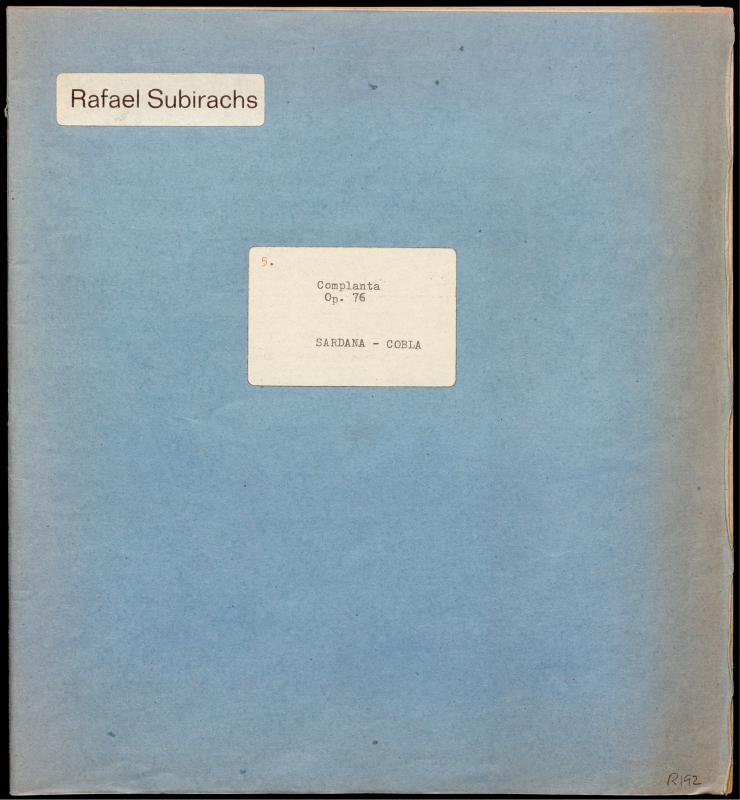 Rafael Subirachs
5.
Complanta
Op. 76
SARDANA - COBLA
R192